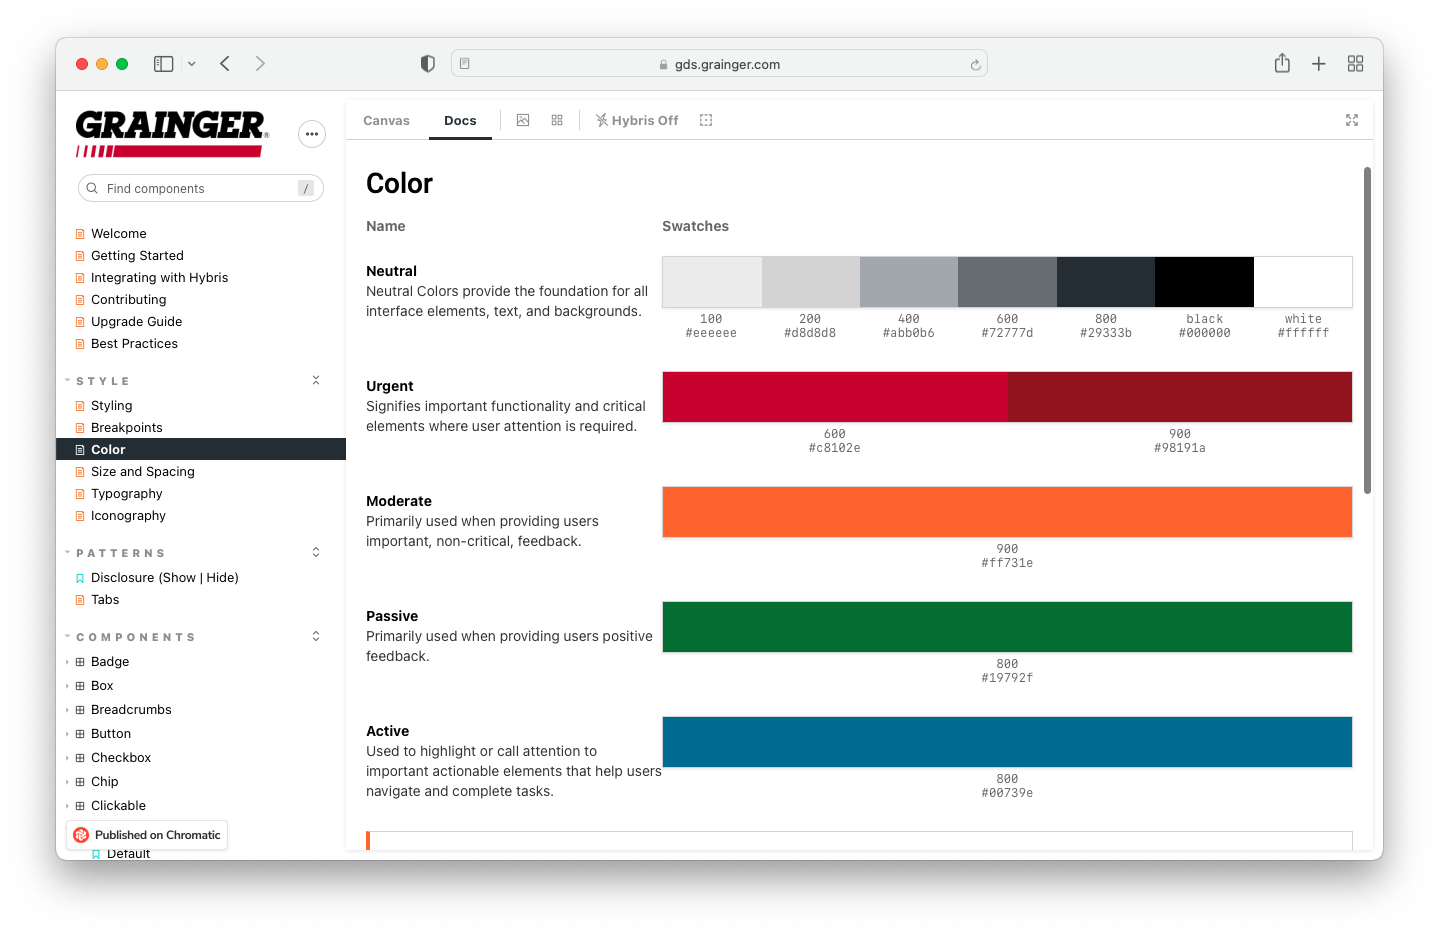 gds.grainger.com
GRAINGER®
Find components
/
Welcome
Getting Started
Integrating with Hybris
Contributing
Upgrade Guide
Best Practices
STYLE
Styling
Breakpoints
Color
Size and Spacing
Typography
Iconography
PATTERNS
Disclosure (Show | Hide)
Tabs
COMPONENTS
Badge
Box
Breadcrumbs
Button
Checkbox
Chip
Clickable
Published on Chromatic
Default
Canvas
Docs
Hybris Off
Color
Name
Swatches
Neutral
Neutral Colors provide the foundation for all
interface elements, text, and backgrounds.
100 200 400 600 800 black white
#eeeeee #d8d8d8 #abb0b6 #72777d #29333b #000000 #ffffff
Urgent
Signifies important functionality and critical
elements where user attention is required.
600 900
#c8102e #98191a
Moderate
Primarily used when providing users
important, non-critical, feedback.
900
#ff731e
Passive
Primarily used when providing users positive
feedback.
800
#19792f
Active
Used to highlight or call attention to
important actionable elements that help users
navigate and complete tasks.
800
#00739e